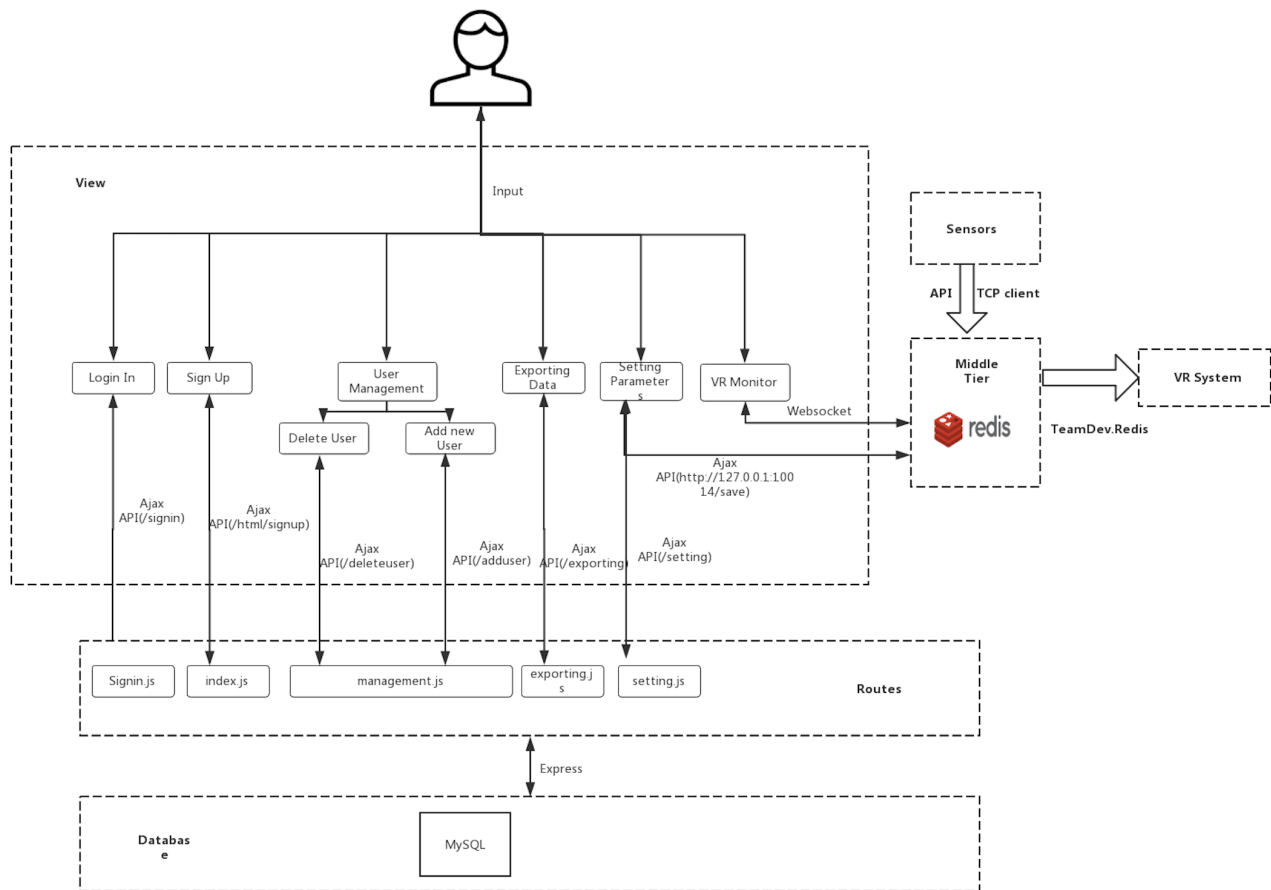 View
Input
Sensors
API
TCP client
Middle
Tier
redis
VR System
TeamDev.Redis
Login In
Sign Up
User
Management
Exporting
Data
Setting
Parameter
s
VR Monitor
Websocket
Delete User
Add new
User
Ajax
API(http://127.0.0.1:100
14/save)
Ajax
API(/signin)
Ajax
API(/html/signup)
Ajax
API(/deleteuser)
Ajax
API(/adduser)
Ajax
API(/exporting)
Ajax
API(/setting)
Signin.js
index.js
management.js
exporting.j
s
setting.js
Routes
Express
Databas
e
MySQL